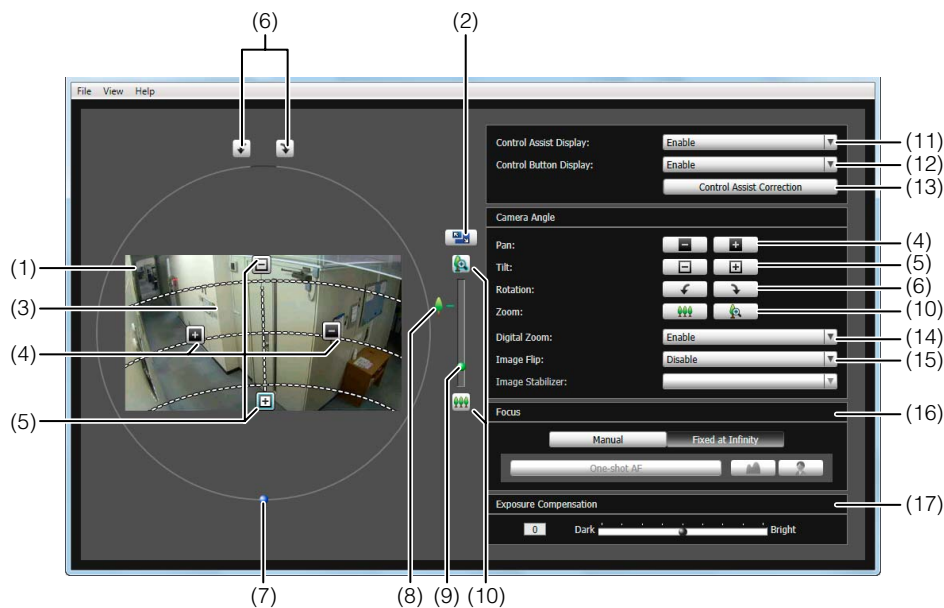 (6)
(2)
File View Help
Control Assist Display: Enable
(11)
Control Button Display: Enable
(12)
Control Assist Correction
(13)
Camera Angle
(1)
Pan:
(4)
Tilt:
(5)
(3)
Rotation:
(6)
Zoom:
(10)
(4)
Digital Zoom: Enable
(14)
Image Flip: Disable
(15)
Image Stabilizer:
(5)
Focus
(16)
Manual Fixed at Infinity
One-shot AF
Exposure Compensation
(17)
0 Dark Bright
(7)
(8)
(9)
(10)